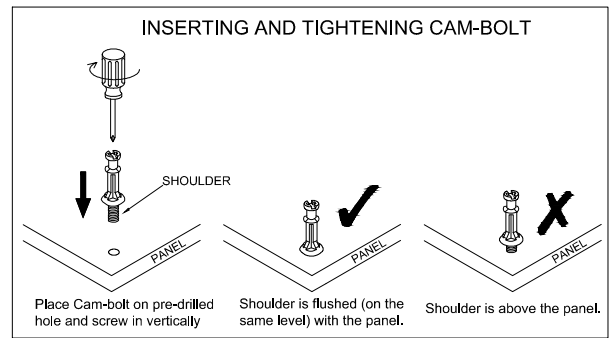 INSERTING AND TIGHTENING CAM-BOLT
SHOULDER
PANEL
PANEL
PANEL
Place Cam-bolt on pre-drilled
hole and screw in vertically
Shoulder is flushed (on the
same level) with the panel.
Shoulder is above the panel.